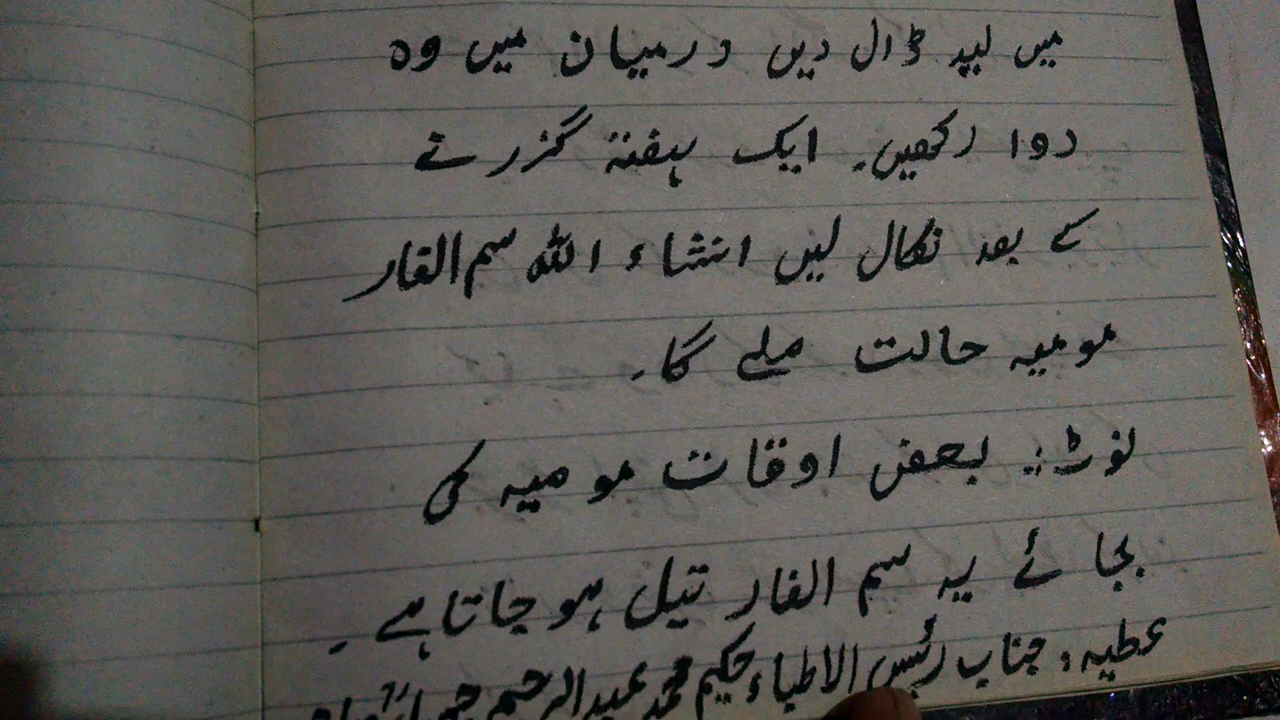 میں لیپر ڈال دیں درمیان میں وہ
دوا رکھیں۔ ایک ہفتہ گزرنے
کے بعد نکال لیں انشاء اللہ سم الفار
مومیہ حالت ملے گا۔
نوٹ:۔ بعض اوقات مومیہ کی
بجائے یہ سم الفار تیل ہو جاتا ہے۔
عطیہ: جناب رئیس الاطباء حکیم محمد عبدالرحیم